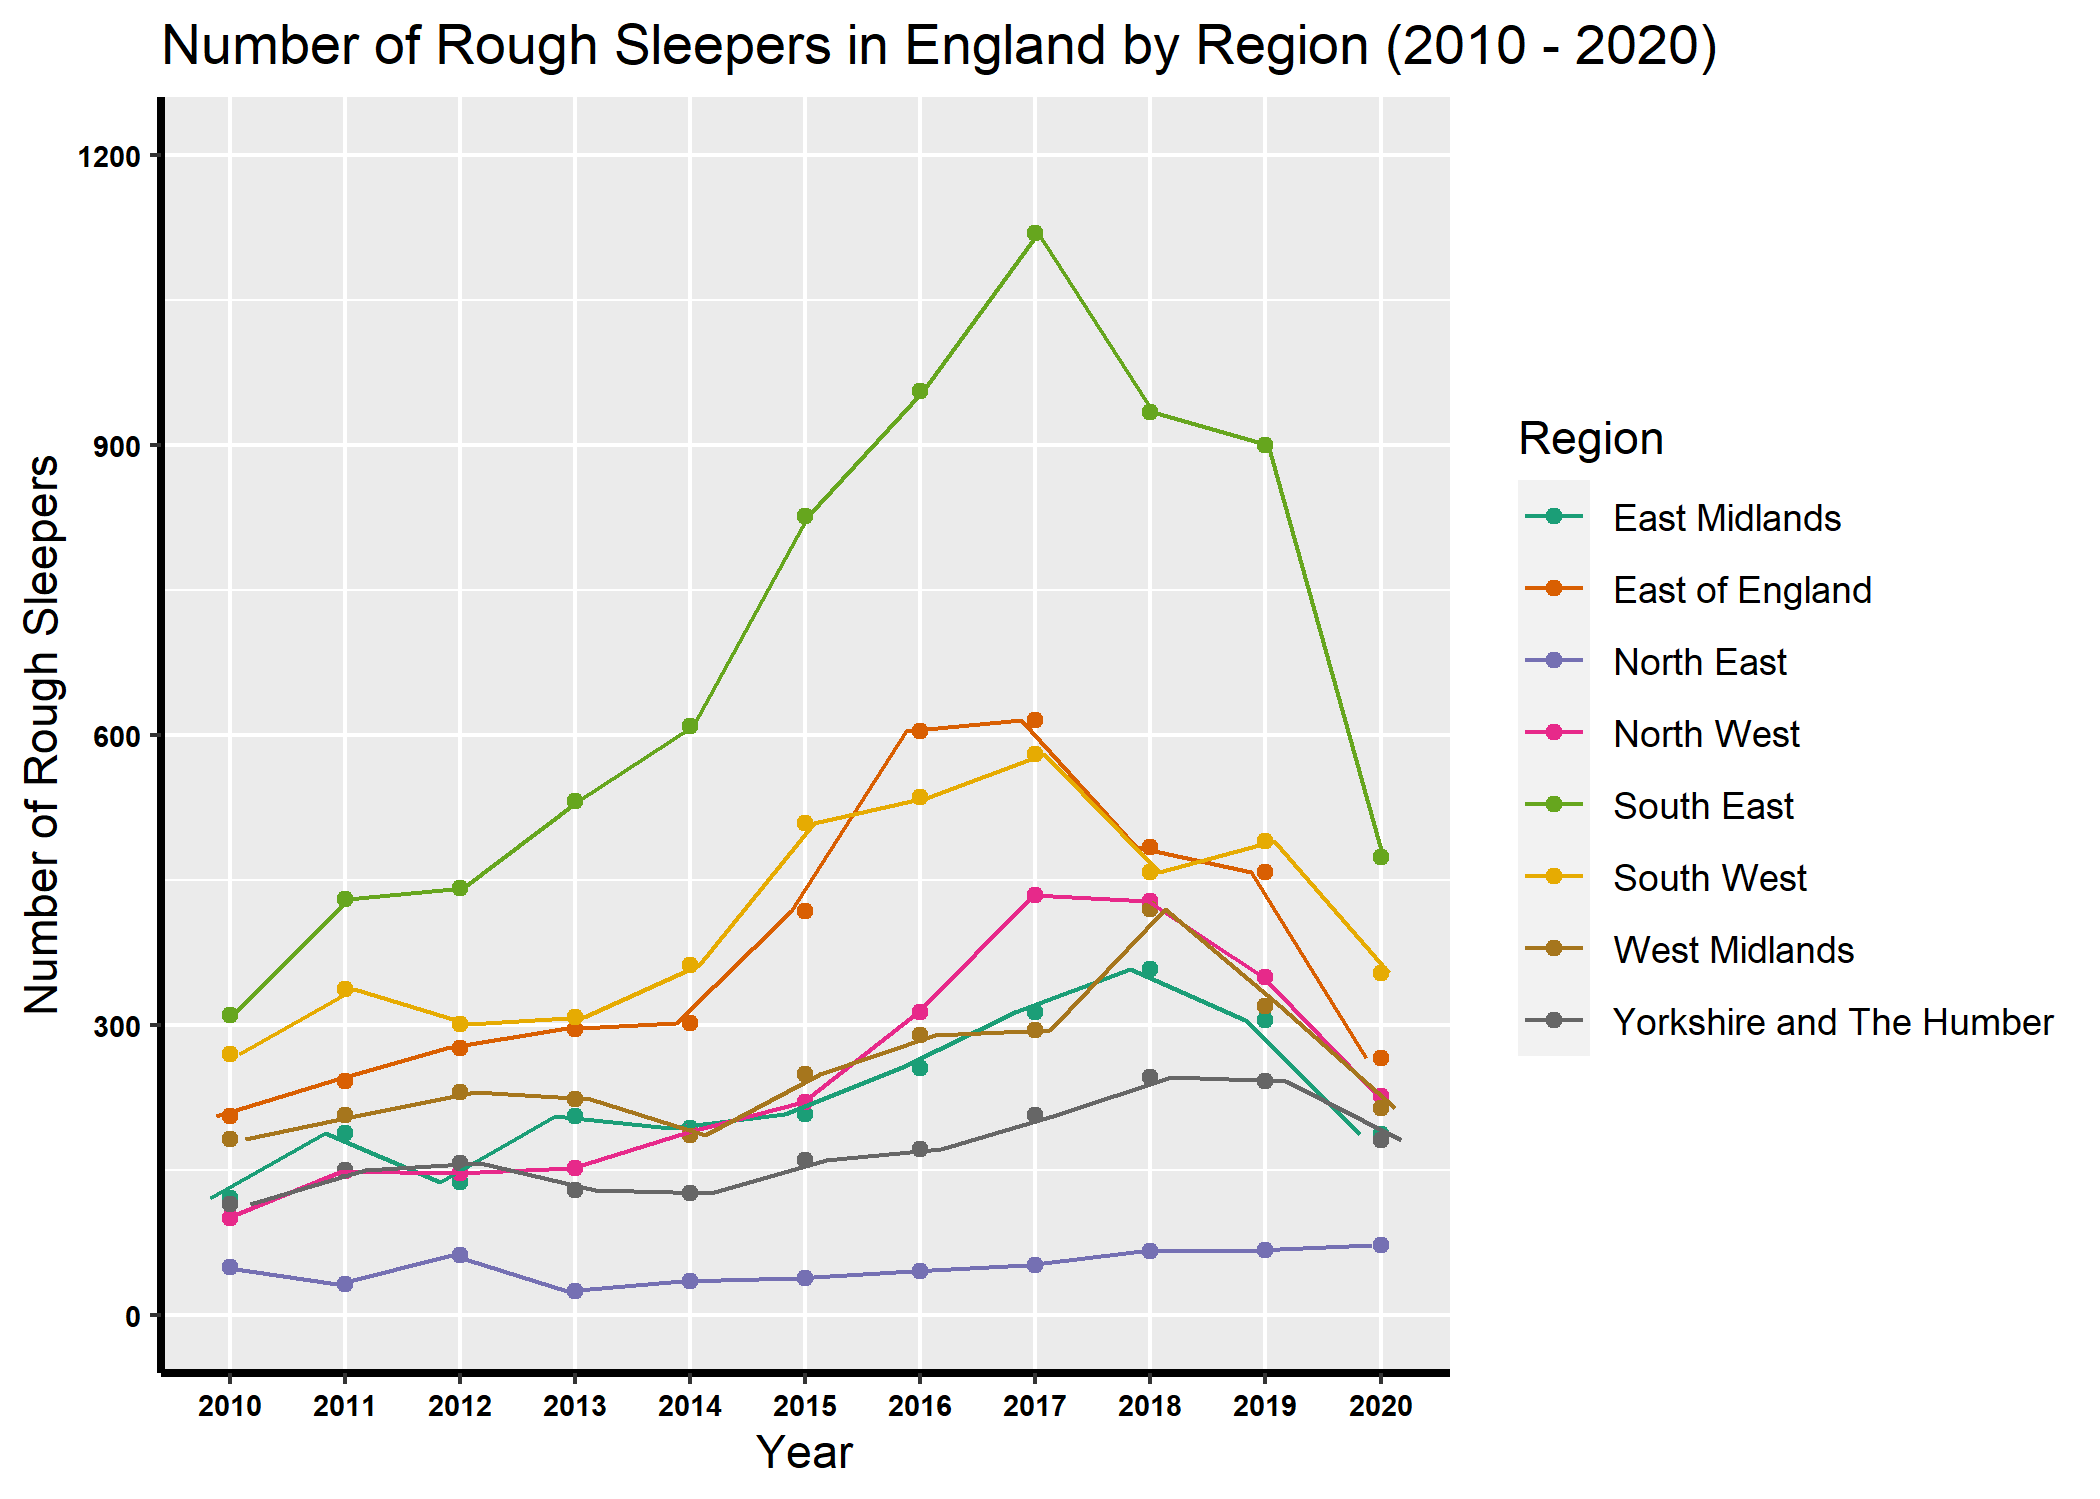 Number of Rough Sleepers in England by Region (2010 - 2020)
1200
900
600
300
0
Number of Rough Sleepers
2010 2011 2012 2013 2014 2015 2016 2017 2018 2019 2020
Year
Region
East Midlands
East of England
North East
North West
South East
South West
West Midlands
Yorkshire and The Humber